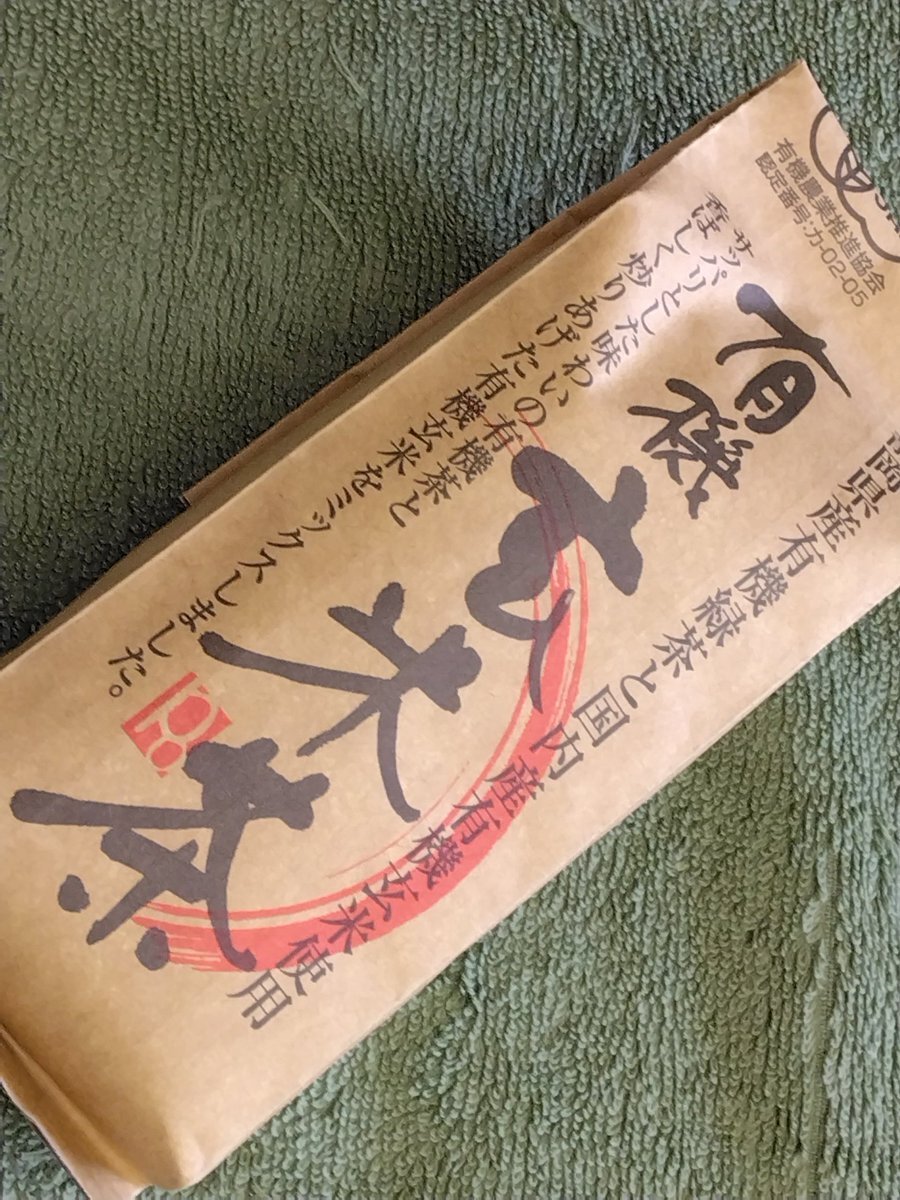 有機農業推進協会
認定番号:カ-02-05
岡県産有機緑茶と国内産有機玄米使用
有機
玄米茶
サッパリとした味わいの有機茶と
香ばしく炒りあげた有機玄米をミックスしました。